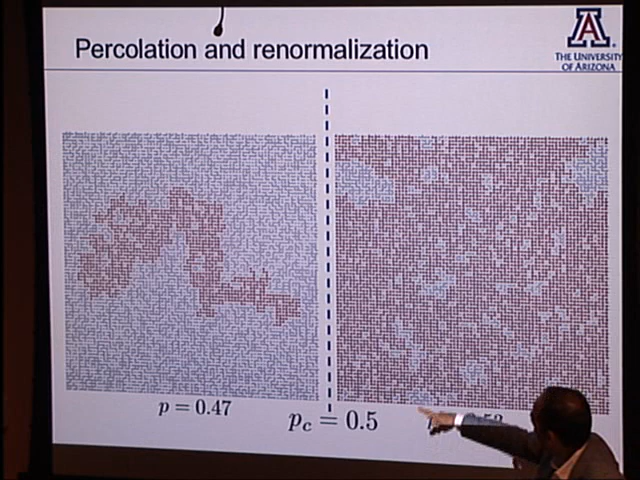 Percolation and renormalization
A
THE UNIVERSITY
OF ARIZONA
p = 0.47
p_c = 0.5